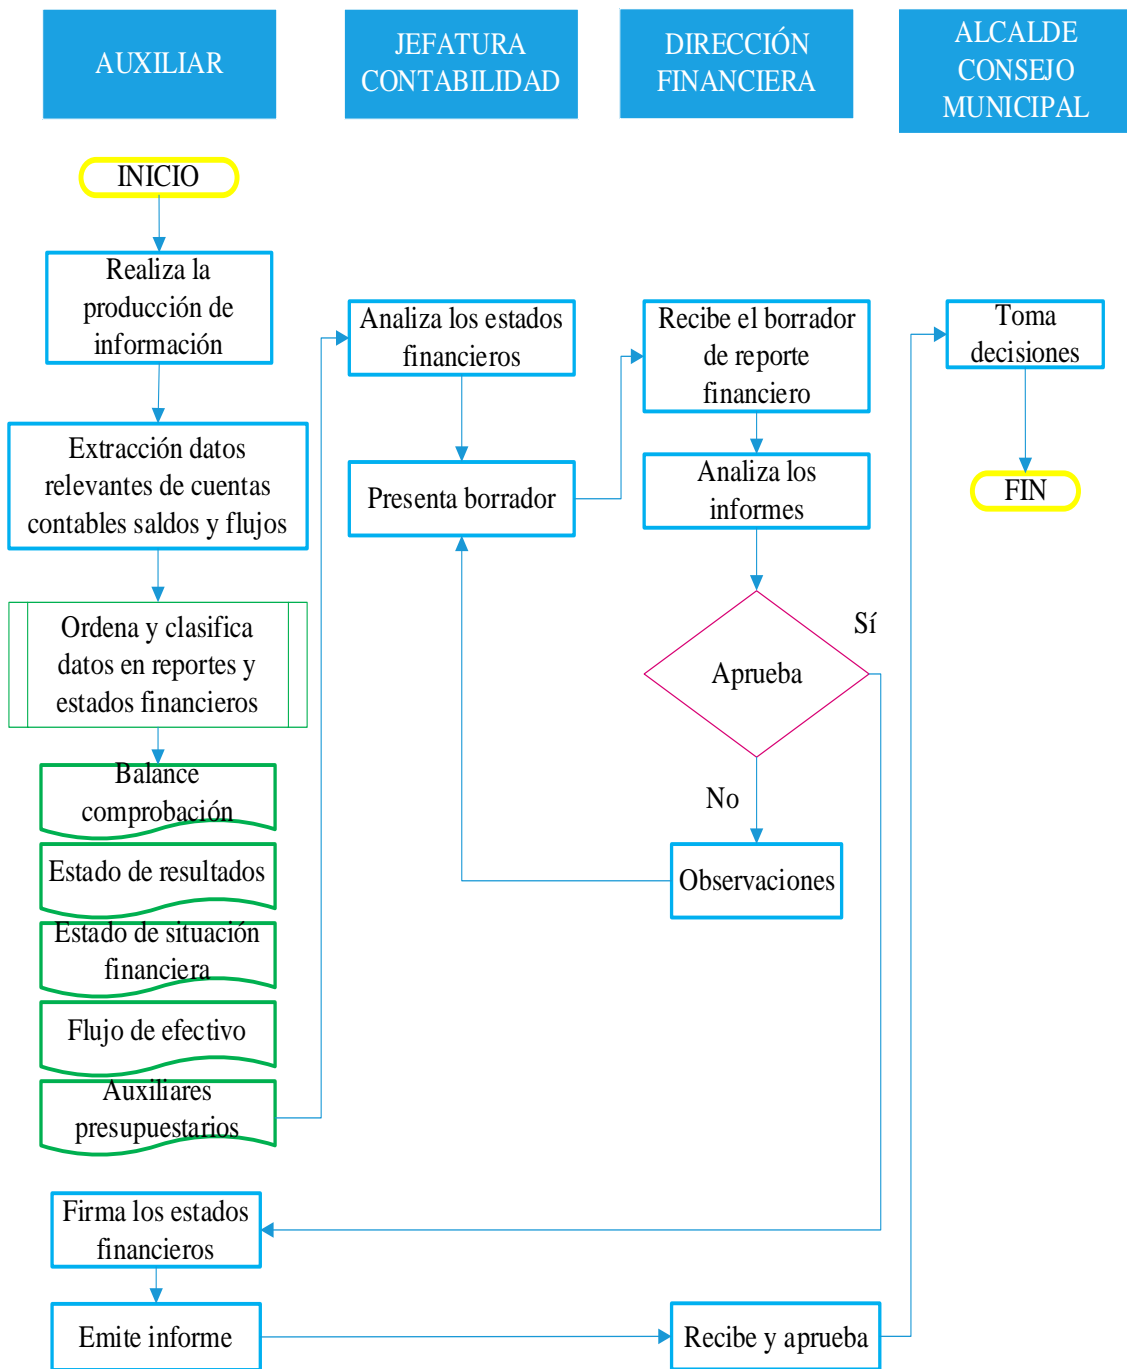 AUXILIAR
JEFATURA
CONTABILIDAD
DIRECCIÓN
FINANCIERA
ALCALDE
CONSEJO
MUNICIPAL
INICIO
Realiza la
producción de
información
Extracción datos
relevantes de cuentas
contables saldos y flujos
Ordena y clasifica
datos en reportes y
estados financieros
Balance
comprobación
Estado de resultados
Estado de situación
financiera
Flujo de efectivo
Auxiliares
presupuestarios
Analiza los estados
financieros
Presenta borrador
Recibe el borrador
de reporte
financiero
Analiza los
informes
Aprueba
Sí
No
Observaciones
Firma los estados
financieros
Emite informe
Recibe y aprueba
Toma
decisiones
FIN